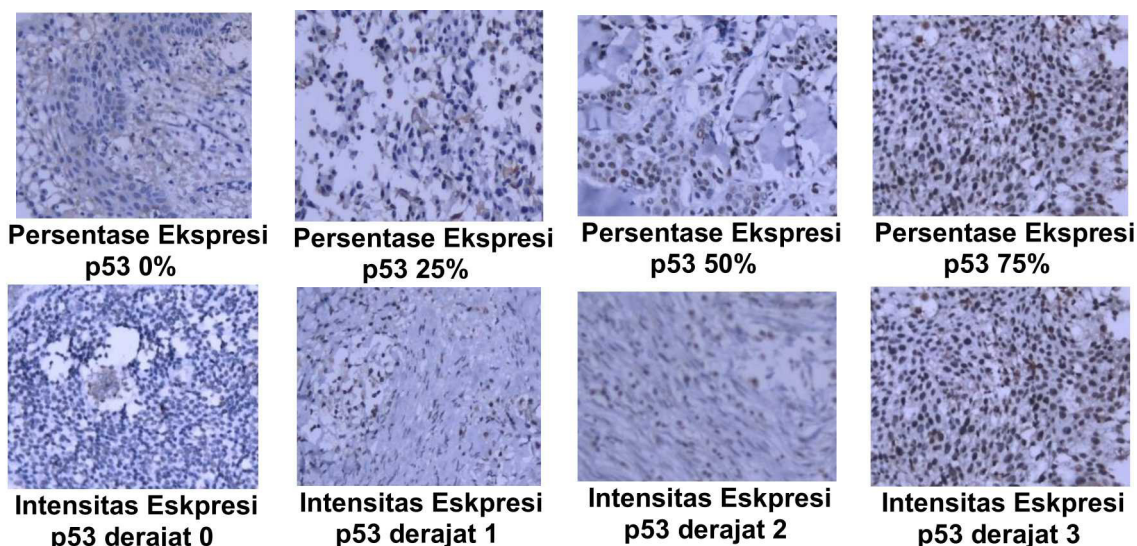 Persentase Ekspresi
p53 0%
Persentase Ekspresi
p53 25%
Persentase Ekspresi
p53 50%
Persentase Ekspresi
p53 75%
Intensitas Eskpresi
p53 derajat 0
Intensitas Eskpresi
p53 derajat 1
Intensitas Eskpresi
p53 derajat 2
Intensitas Eskpresi
p53 derajat 3